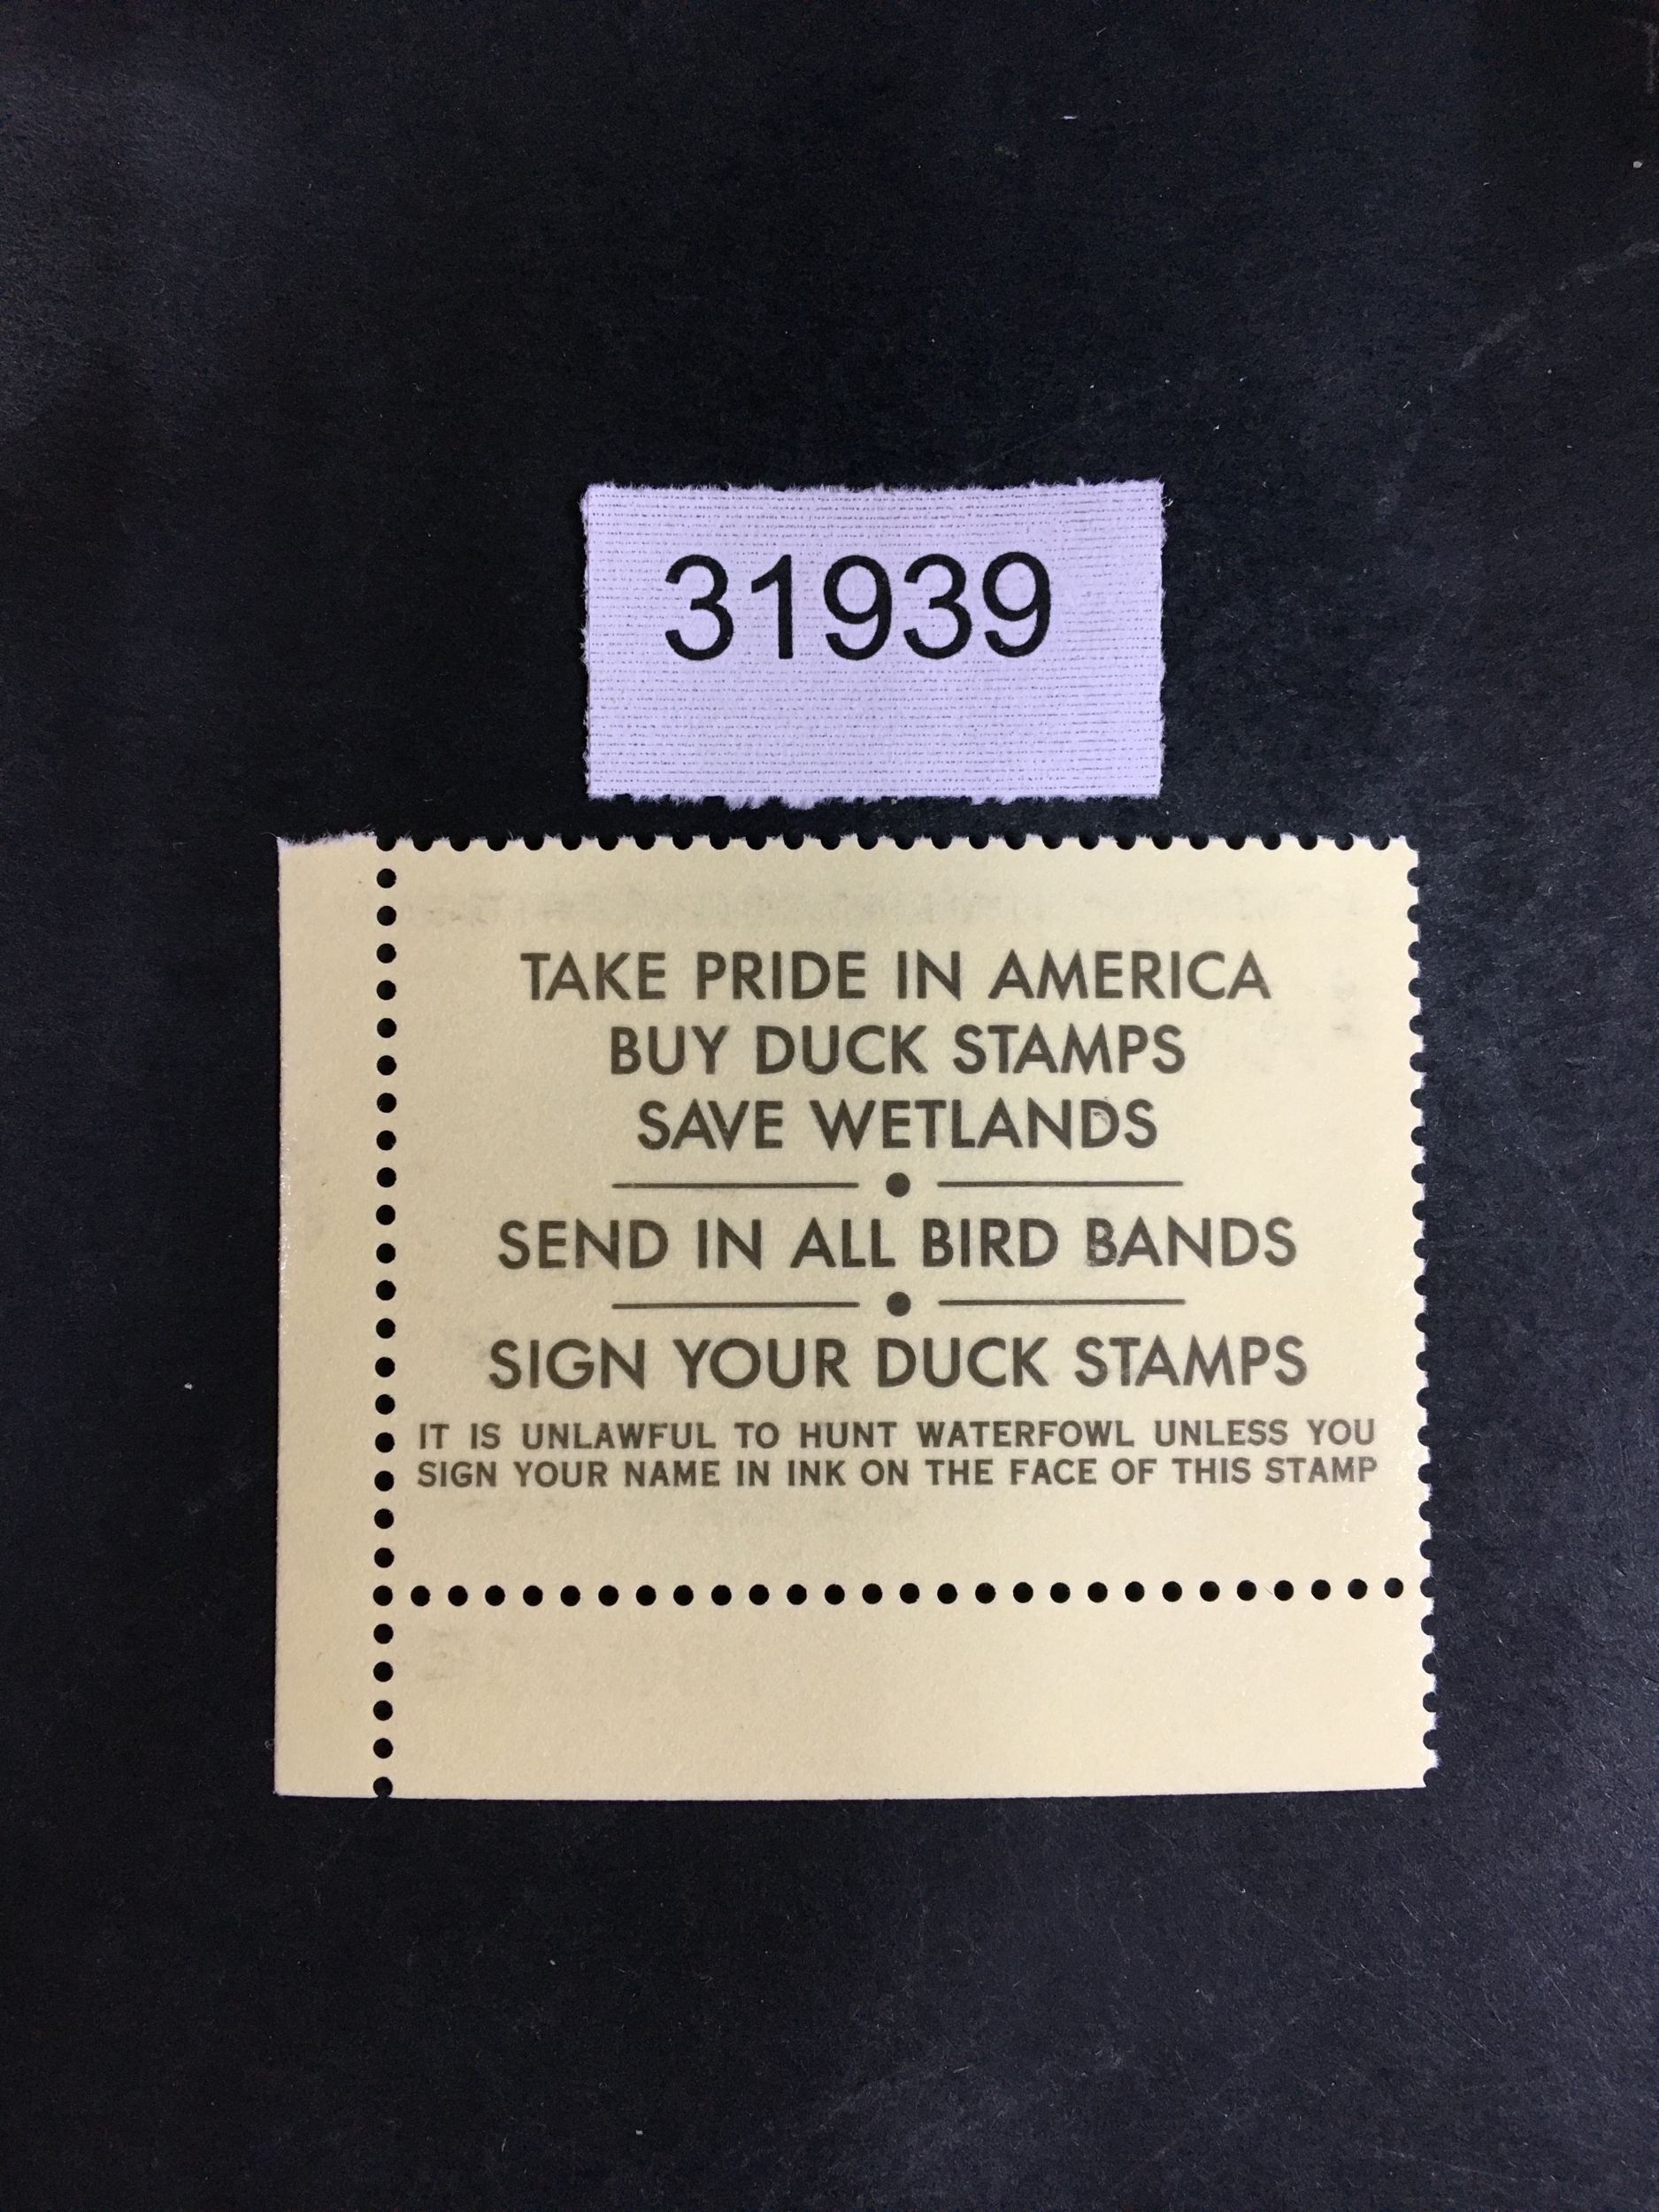 31939
TAKE PRIDE IN AMERICA
BUY DUCK STAMPS
SAVE WETLANDS
SEND IN ALL BIRD BANDS
SIGN YOUR DUCK STAMPS
IT IS UNLAWFUL TO HUNT WATERFOWL UNLESS YOU
SIGN YOUR NAME IN INK ON THE FACE OF THIS STAMP